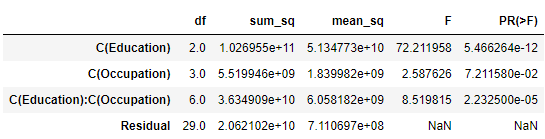 df sum_sq mean_sq F PR(>F)
C(Education) 2.0 1.026955e+11 5.134773e+10 72.211958 5.466264e-12
C(Occupation) 3.0 5.519946e+09 1.839982e+09 2.587626 7.211580e-02
C(Education):C(Occupation) 6.0 3.634909e+10 6.058182e+09 8.519815 2.232500e-05
Residual 29.0 2.062102e+10 7.110697e+08 NaN NaN